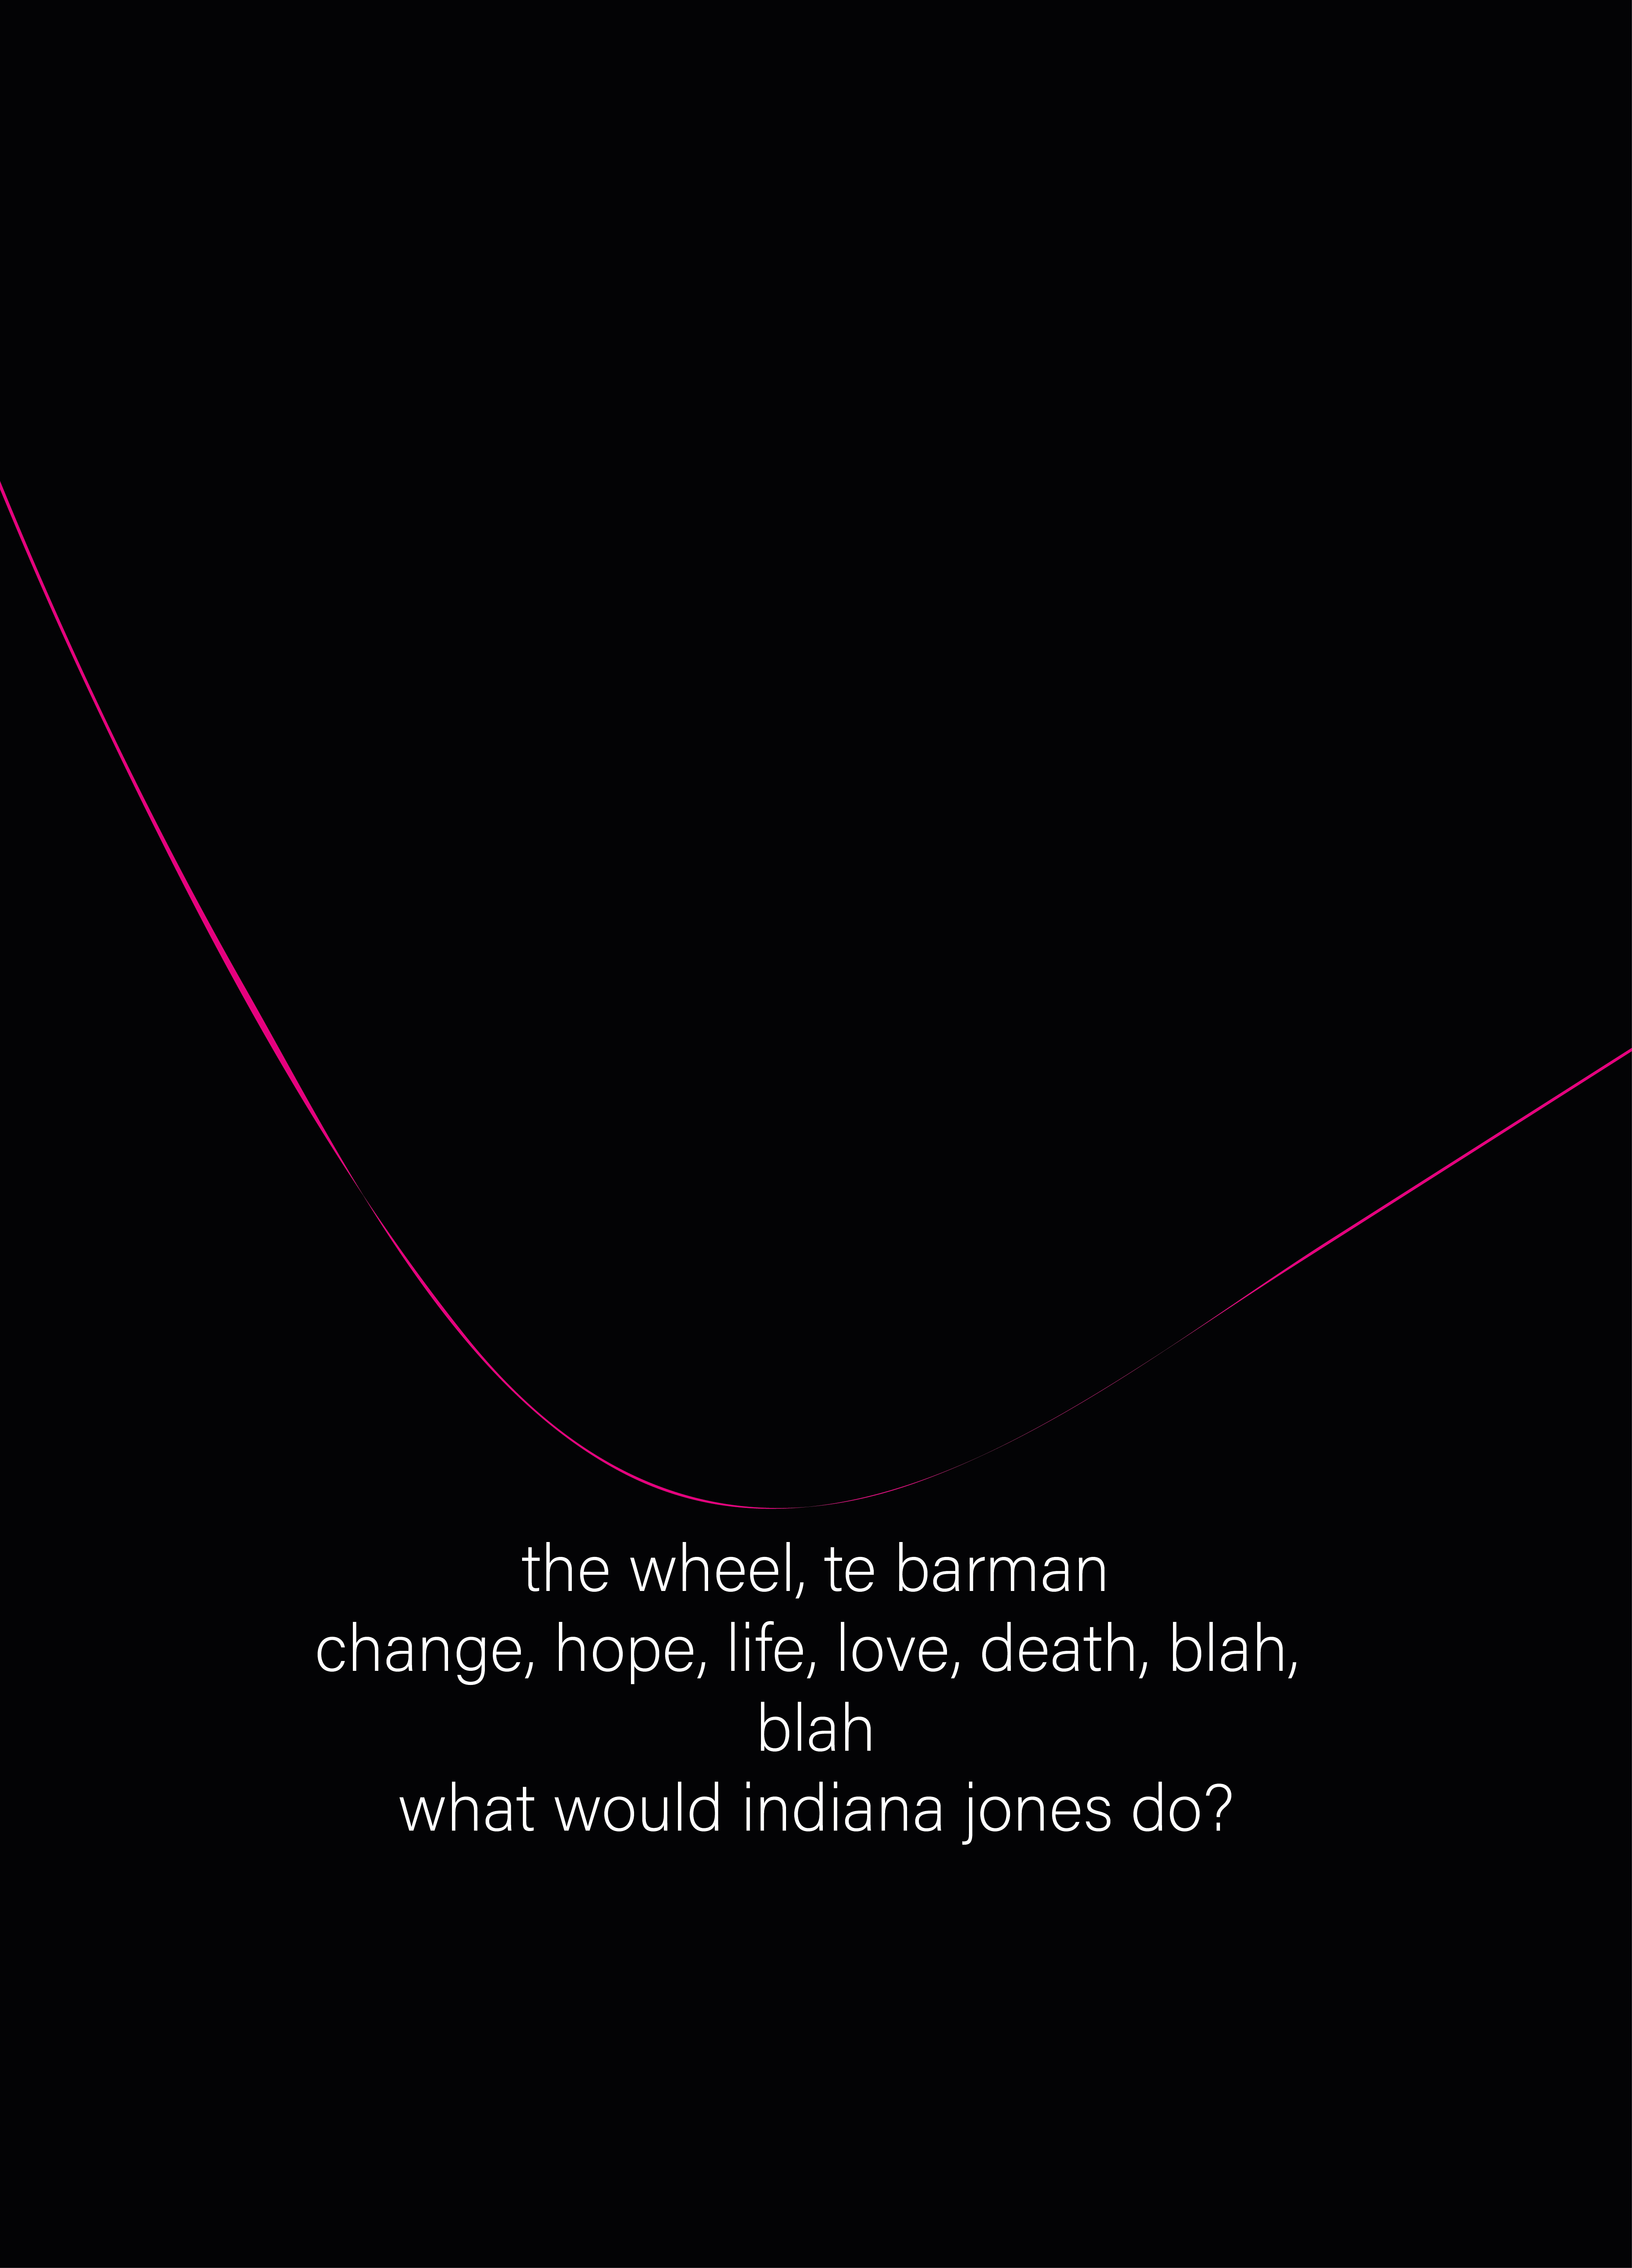 the wheel, te barman
change, hope, life, love, death, blah,
blah
what would indiana jones do?